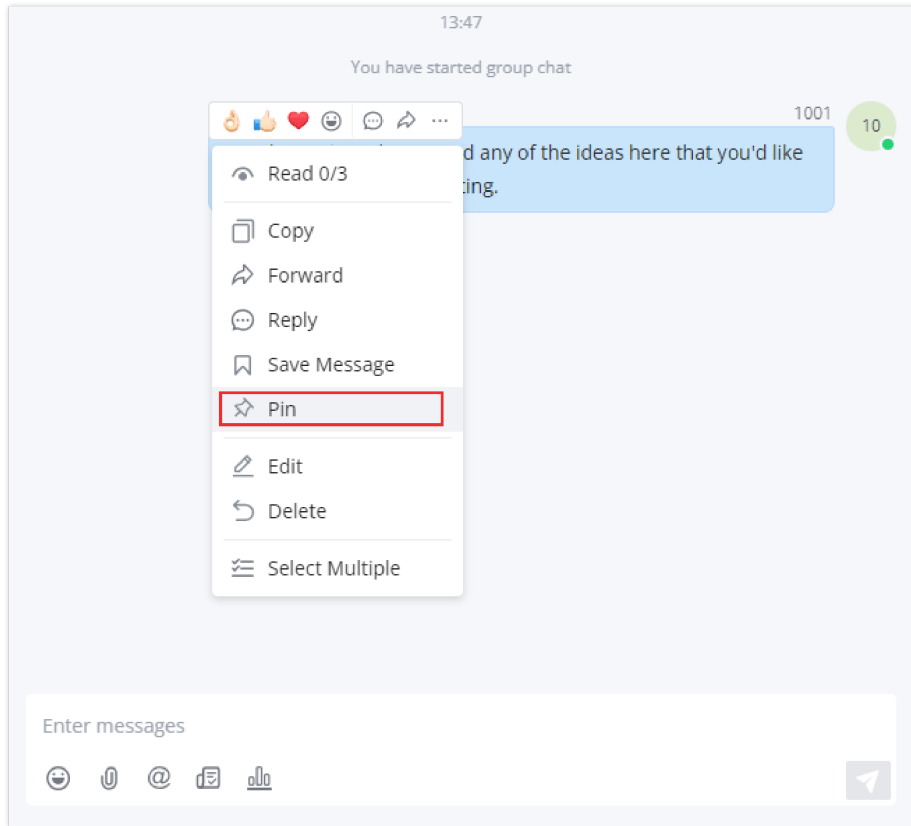 13:47
You have started group chat
1001
10
d any of the ideas here that you'd like
ting.
Read 0/3
Copy
Forward
Reply
Save Message
Pin
Edit
Delete
Select Multiple
Enter messages